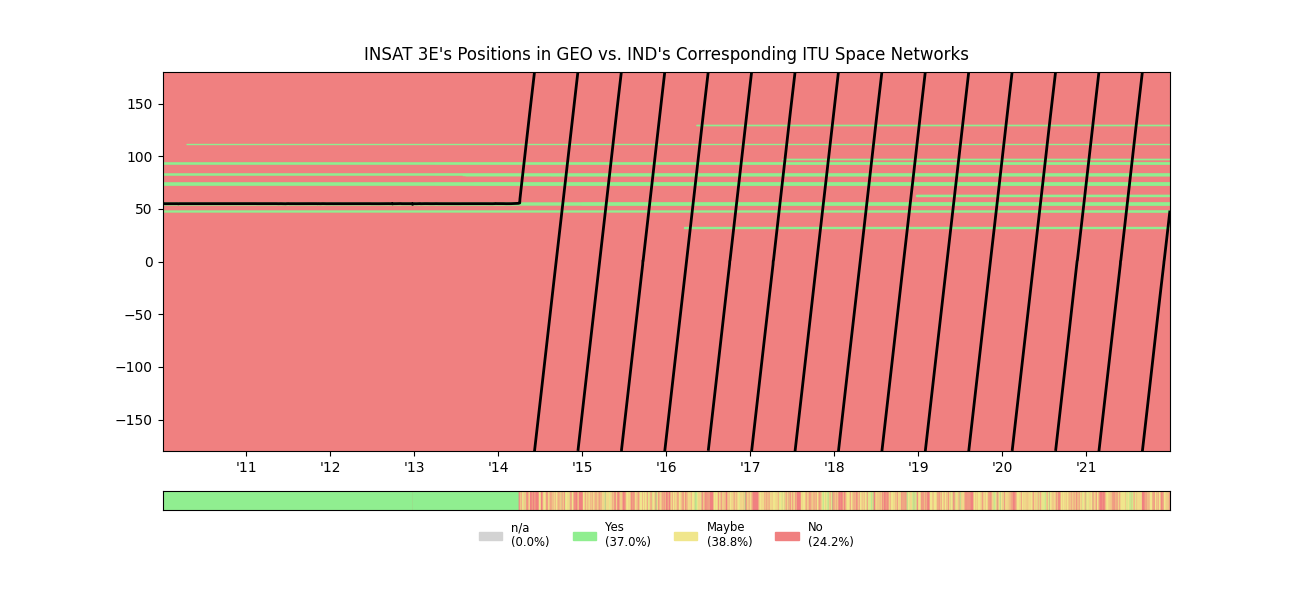 INSAT 3E's Positions in GEO vs. IND's Corresponding ITU Space Networks
150
100
50
0
−50
−100
−150
'11 '12 '13 '14 '15 '16 '17 '18 '19 '20 '21
n/a Yes Maybe No
(0.0%) (37.0%) (38.8%) (24.2%)